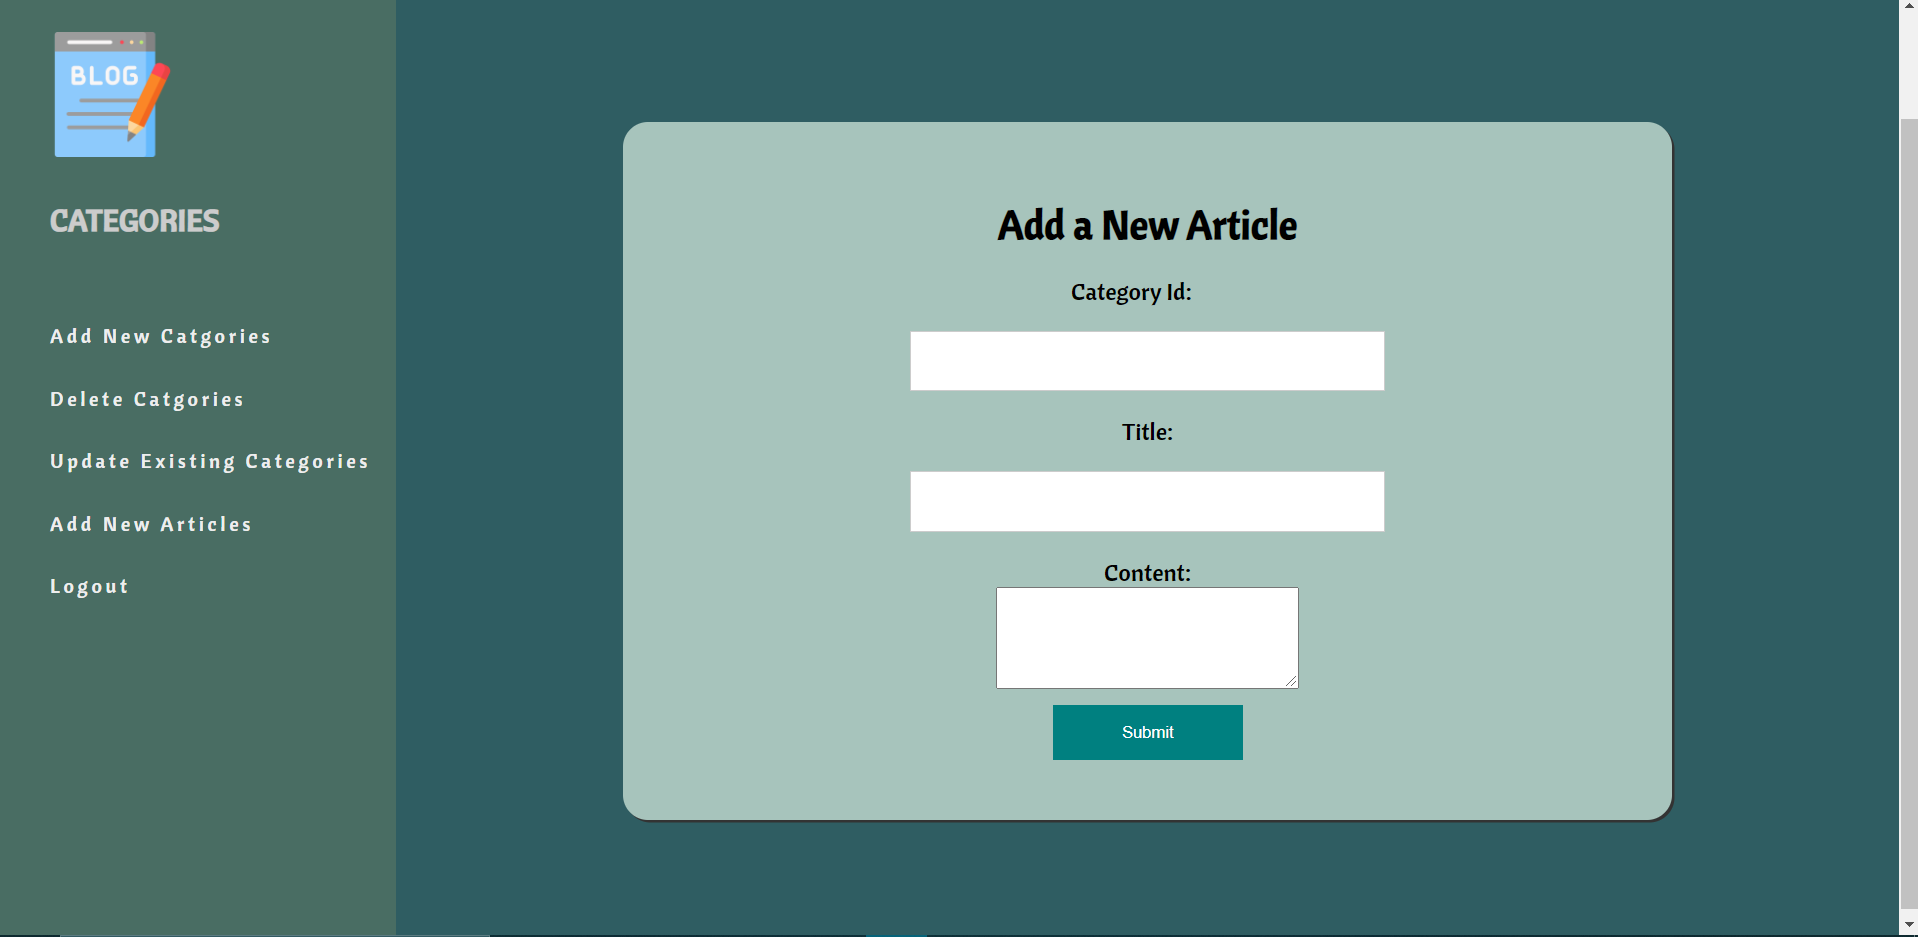 BLOG
CATEGORIES
Add New Catgories
Delete Catgories
Update Existing Categories
Add New Articles
Logout
Add a New Article
Category Id:
Title:
Content:
Submit